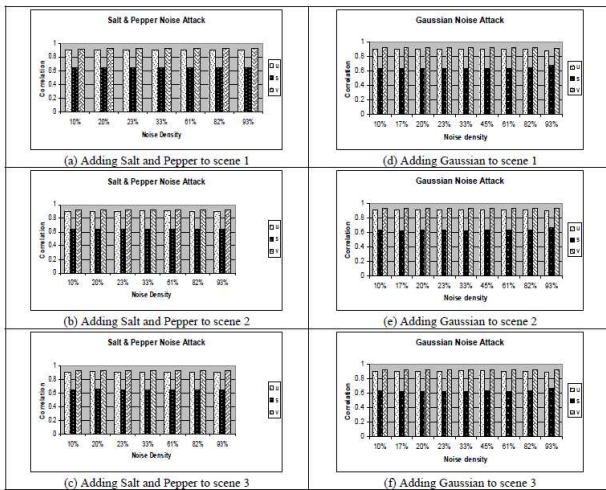 Salt & Pepper Noise Attack
Correlation
1
0.8
0.6
0.4
0.2
0
10% 20% 23% 33% 61% 82% 93%
Noise Density
U
S
V
(a) Adding Salt and Pepper to scene 1
Gaussian Noise Attack
Correlation
1
0.8
0.6
0.4
0.2
0
10% 17% 20% 23% 33% 45% 61% 82% 93%
Noise density
U
S
V
(d) Adding Gaussian to scene 1
Salt & Pepper Noise Attack
Correlation
1
0.8
0.6
0.4
0.2
0
10% 20% 23% 33% 61% 82% 93%
Noise Density
U
S
V
(b) Adding Salt and Pepper to scene 2
Gaussian Noise Attack
Correlation
1
0.8
0.6
0.4
0.2
0
10% 17% 20% 23% 33% 45% 61% 82% 93%
Noise density
U
S
V
(e) Adding Gaussian to scene 2
Salt & Pepper Noise Attack
Correlation
1
0.8
0.6
0.4
0.2
0
10% 20% 23% 33% 61% 82% 93%
Noise Density
U
S
V
(c) Adding Salt and Pepper to scene 3
Gaussian Noise Attack
Correlation
1
0.8
0.6
0.4
0.2
0
10% 17% 20% 23% 33% 45% 61% 82% 93%
Noise density
U
S
V
(f) Adding Gaussian to scene 3